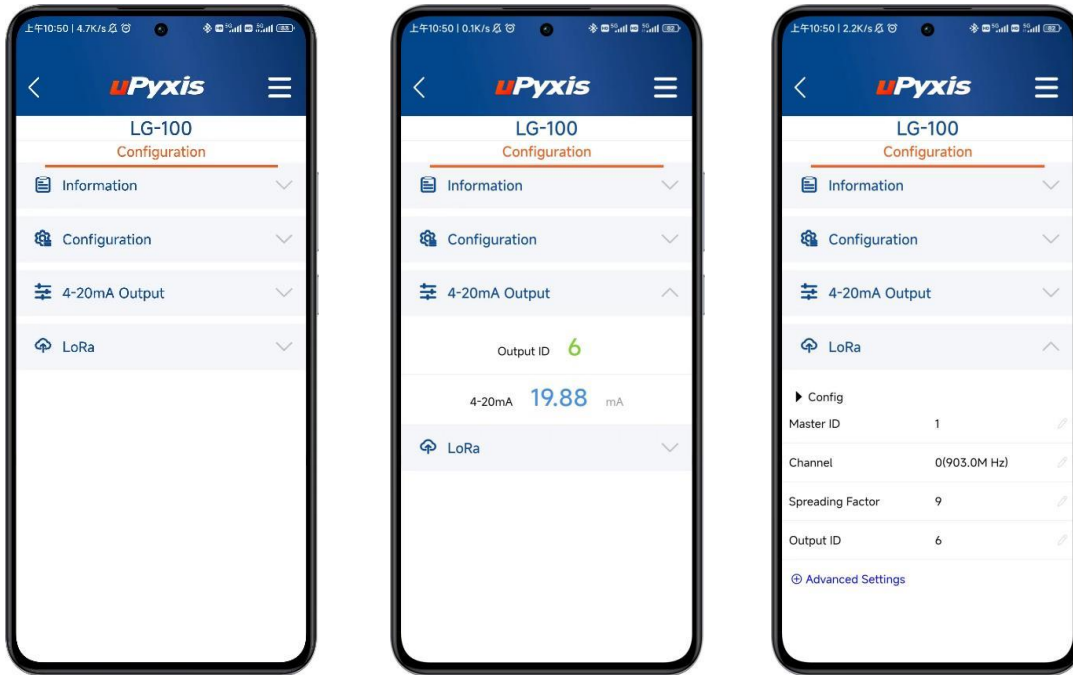 上午10:50 | 4.7K/s
uPyxis
LG-100
Configuration
Information
Configuration
4-20mA Output
LoRa
上午10:50 | 0.1K/s
uPyxis
LG-100
Configuration
Information
Configuration
4-20mA Output
Output ID 6
4-20mA 19.88 mA
LoRa
上午10:50 | 2.2K/s
uPyxis
LG-100
Configuration
Information
Configuration
4-20mA Output
LoRa
Config
Master ID 1
Channel 0(903.0M Hz)
Spreading Factor 9
Output ID 6
Advanced Settings